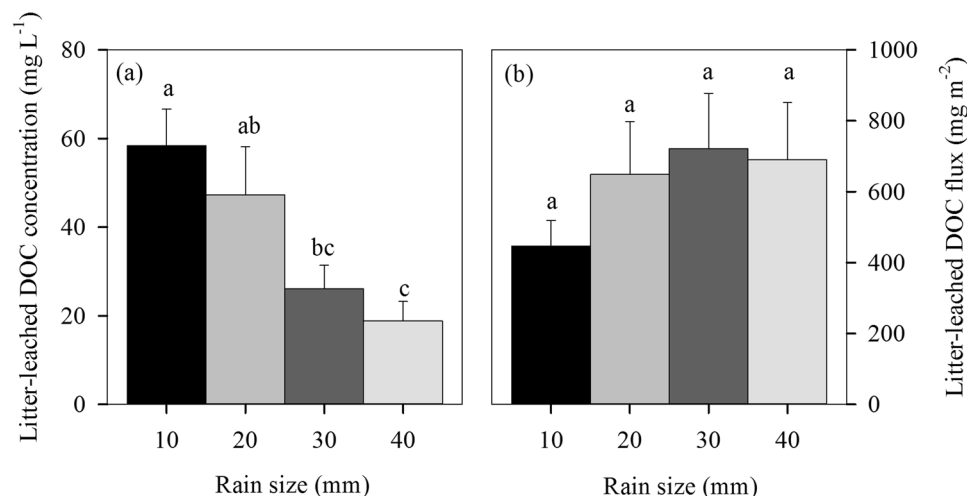 Litter-leached DOC concentration (mg L⁻¹)
80
60
40
20
0
(a)
a
ab
bc
c
10 20 30 40
Rain size (mm)
(b)
a
a
a
a
10 20 30 40
Rain size (mm)
1000
800
600
400
200
0
Litter-leached DOC flux (mg m⁻²)